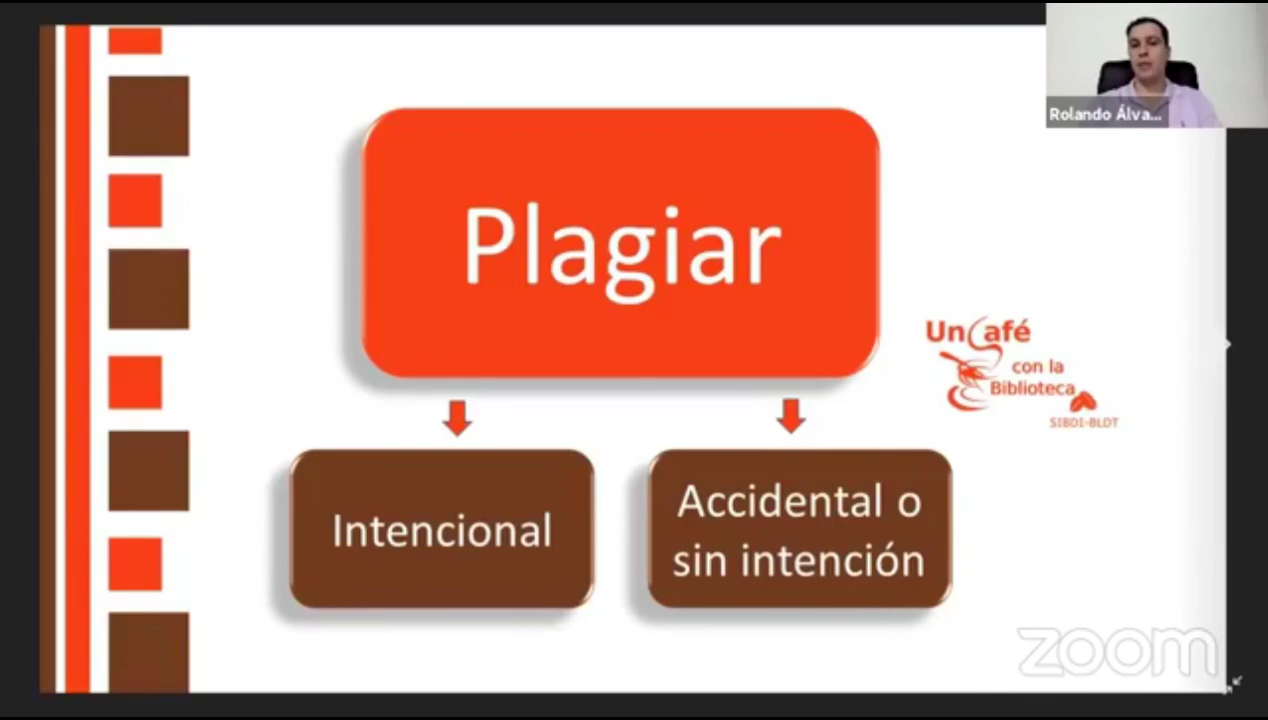 Rolando Álva...
Plagiar
Un Café
con la
Biblioteca
SIBDI-BLDT
Intencional
Accidental o
sin intención
zoom